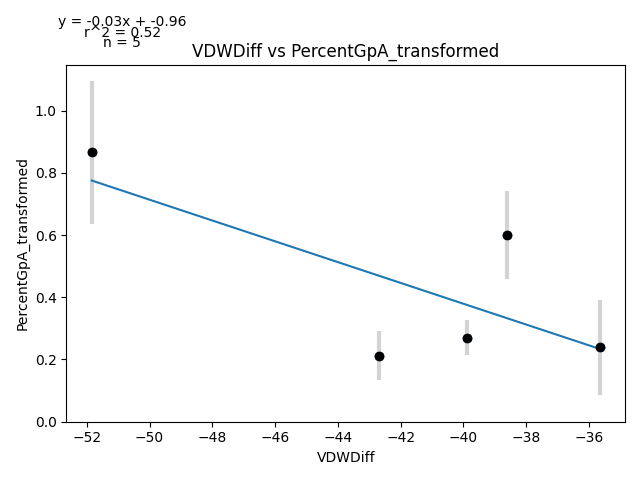 y = -0.03x + -0.96
r^2 = 0.52
n = 5
VDWDiff vs PercentGpA_transformed
PercentGpA_transformed
1.0
0.8
0.6
0.4
0.2
0.0
−52 −50 −48 −46 −44 −42 −40 −38 −36
VDWDiff